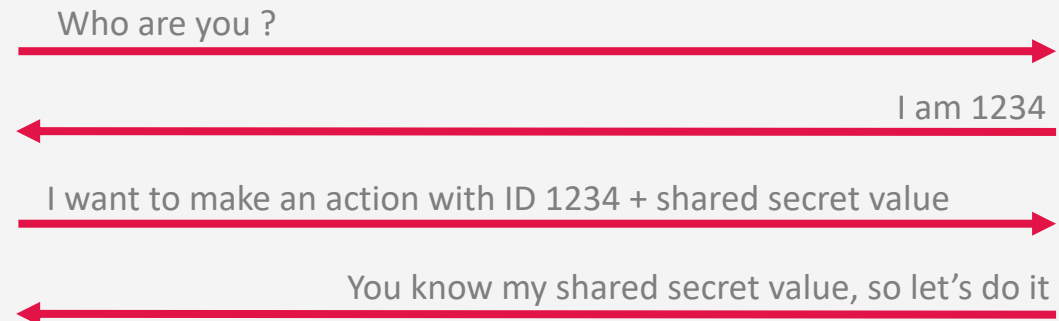 Who are you ?
I am 1234
I want to make an action with ID 1234 + shared secret value
You know my shared secret value, so let’s do it